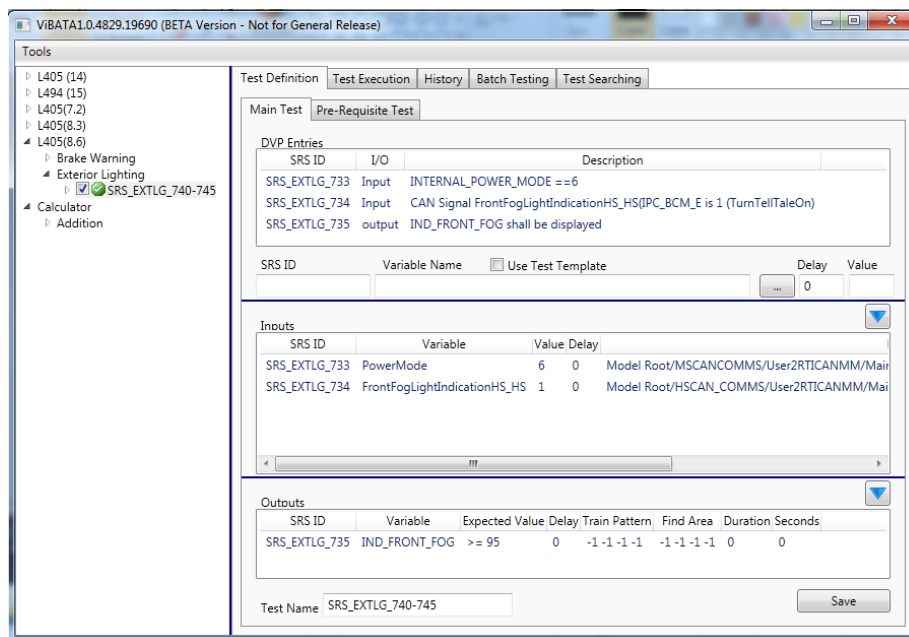 ViBATA1.0.4829.19690 (BETA Version - Not for General Release)
Tools
L405 (14)
L494 (15)
L405(7.2)
L405(8.3)
L405(8.6)
Brake Warning
Exterior Lighting
SRS_EXTLG_740-745
Calculator
Addition
Test Definition Test Execution History Batch Testing Test Searching
Main Test Pre-Requisite Test
DVP Entries
SRS ID I/O Description
SRS_EXTLG_733 Input INTERNAL_POWER_MODE ==6
SRS_EXTLG_734 Input CAN Signal FrontFogLightIndicationHS_HS(IPC_BCM_E is 1 (TurnTellTaleOn)
SRS_EXTLG_735 output IND_FRONT_FOG shall be displayed
SRS ID Variable Name Use Test Template Delay Value
... 0
Inputs
SRS ID Variable Value Delay
SRS_EXTLG_733 PowerMode 6 0 Model Root/MSCANCOMMS/User2RTICANMM/Mair
SRS_EXTLG_734 FrontFogLightIndicationHS_HS 1 0 Model Root/HSCAN_COMMS/User2RTICANMM/Mai
Outputs
SRS ID Variable Expected Value Delay Train Pattern Find Area Duration Seconds
SRS_EXTLG_735 IND_FRONT_FOG >= 95 0 -1 -1 -1 -1 -1 -1 -1 -1 0 0
Test Name SRS_EXTLG_740-745 Save